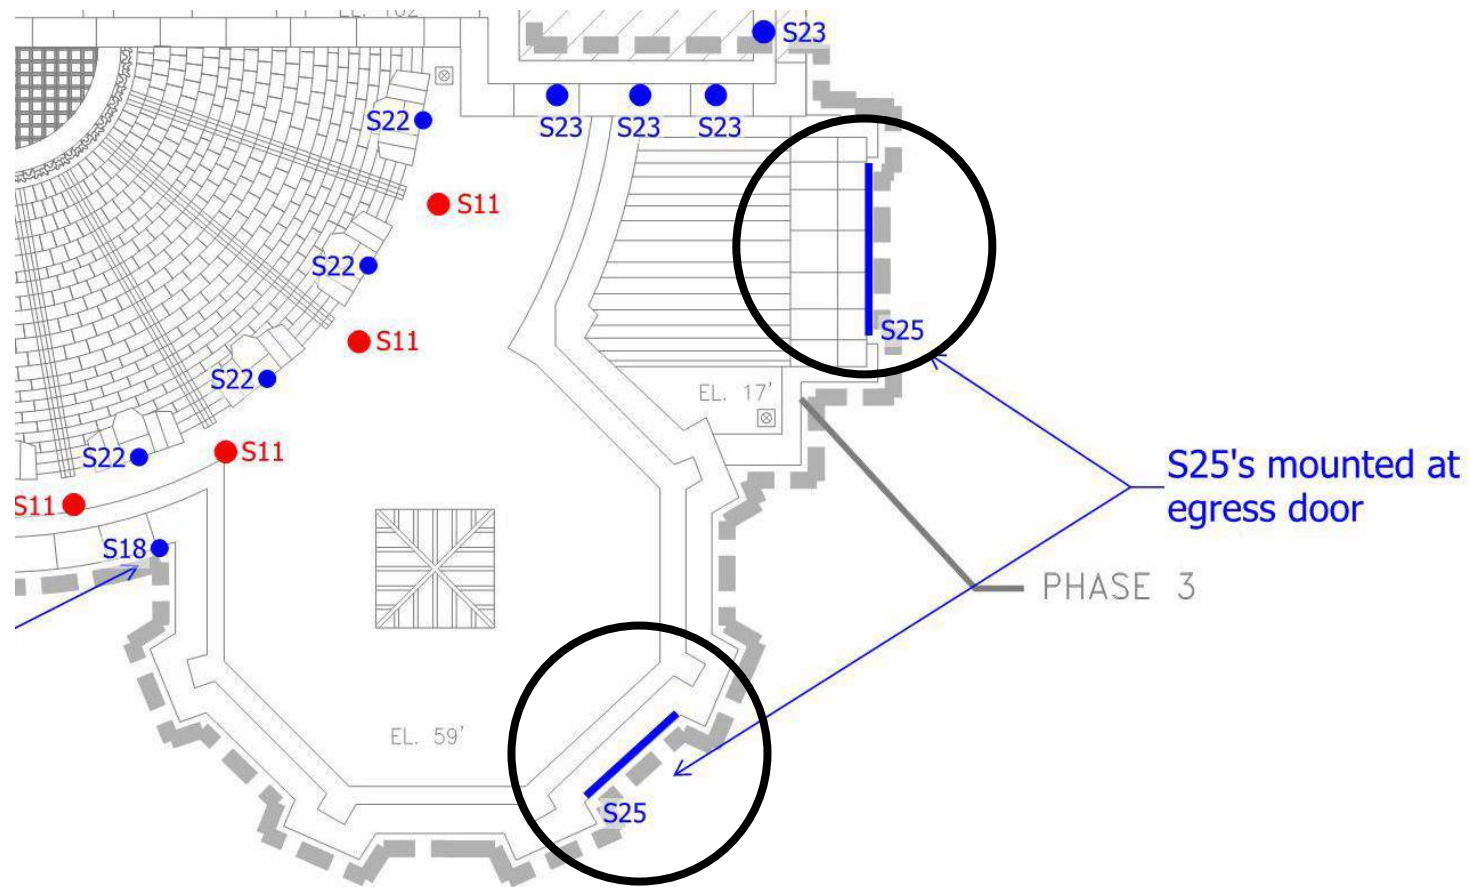 S23
S23
S23
S23
S22
S11
S22
S25
S11
S22
EL. 17'
S11
S22
S25's mounted at
egress door
S11
S18
PHASE 3
EL. 59'
S25